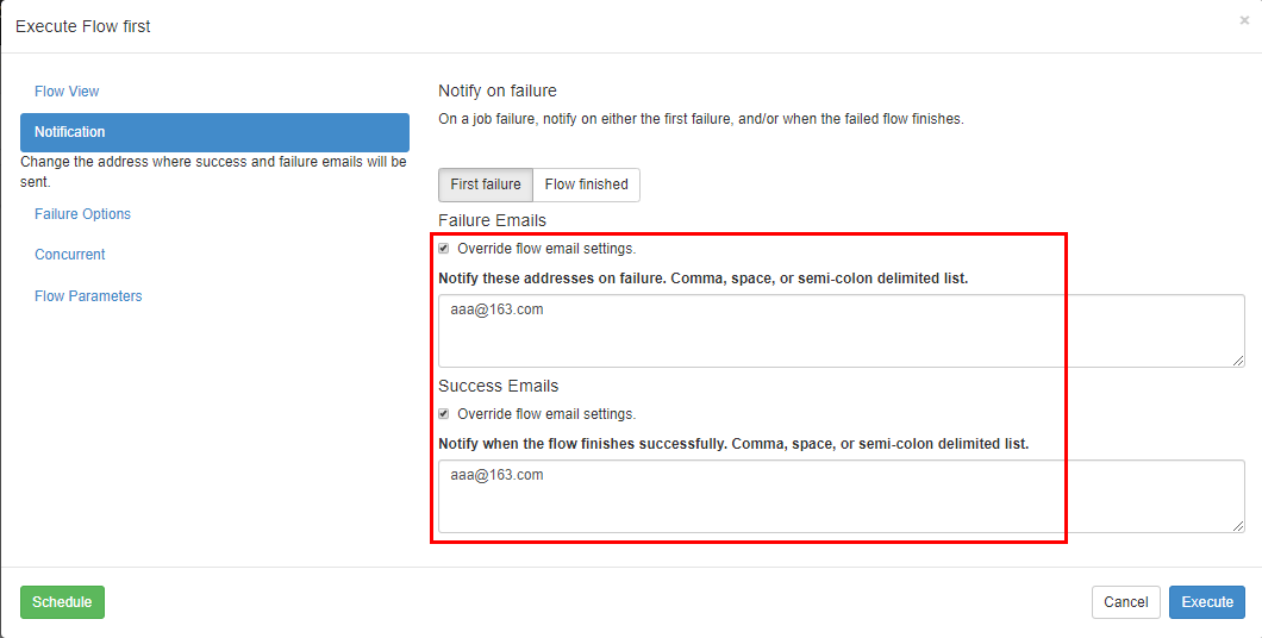 Execute Flow first
×
Flow View
Notification
Change the address where success and failure emails will be
sent.
Failure Options
Concurrent
Flow Parameters
Notify on failure
On a job failure, notify on either the first failure, and/or when the failed flow finishes.
First failure Flow finished
Failure Emails
Override flow email settings.
Notify these addresses on failure. Comma, space, or semi-colon delimited list.
aaa@163.com
Success Emails
Override flow email settings.
Notify when the flow finishes successfully. Comma, space, or semi-colon delimited list.
aaa@163.com
Schedule
Cancel Execute